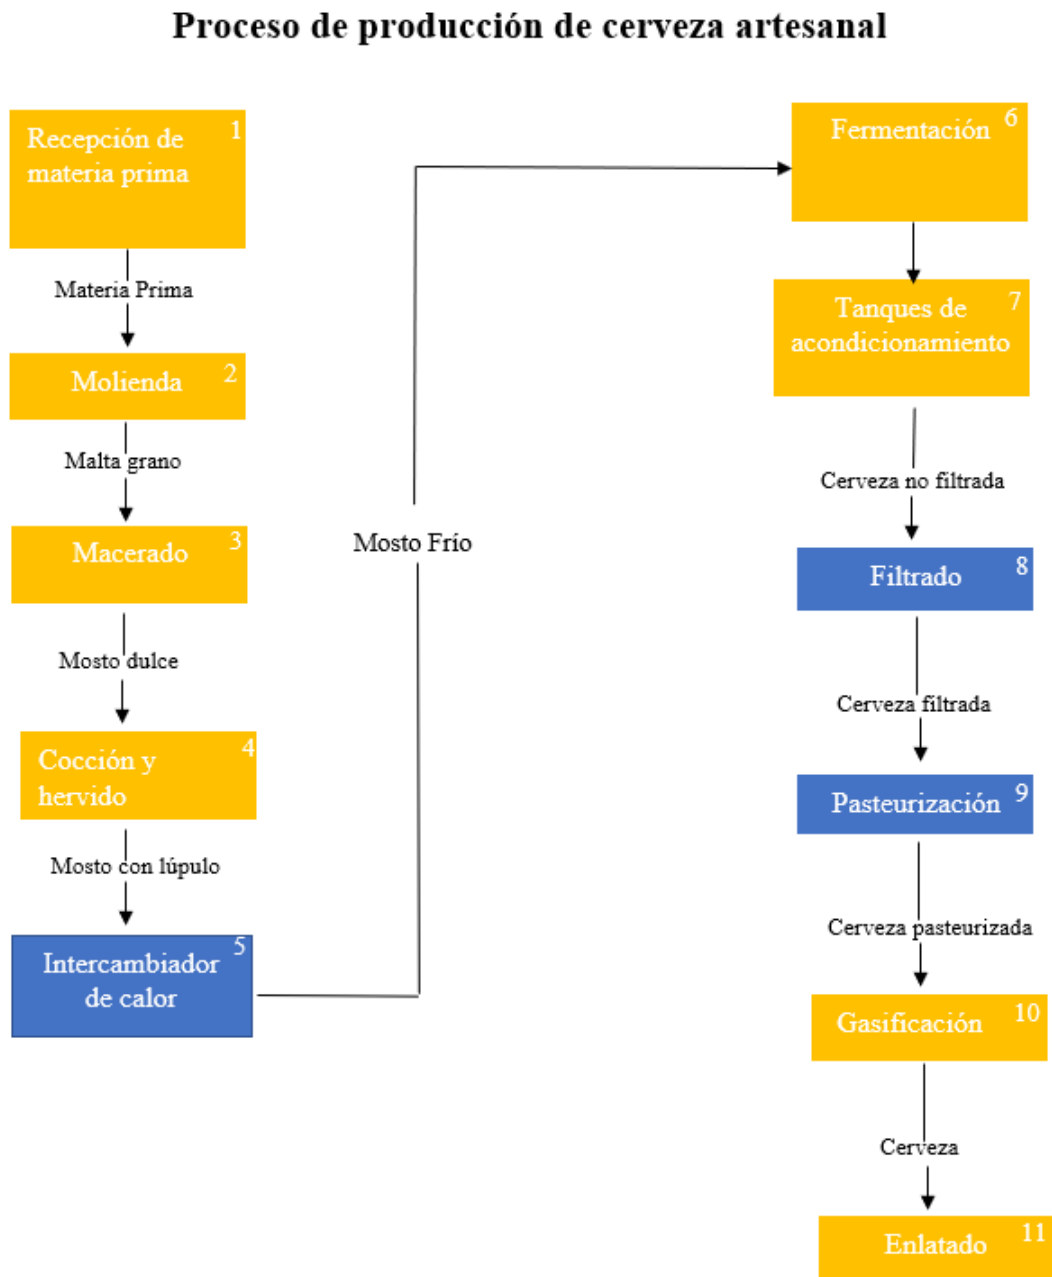 Proceso de producción de cerveza artesanal
Recepción de
materia prima
1
Materia Prima
Molienda
2
Malta grano
Macerado
3
Mosto dulce
Cocción y
hervido
4
Mosto con lúpulo
Intercambiador
de calor
5
Mosto Frío
Fermentación
6
Tanques de
acondicionamiento
7
Cerveza no filtrada
Filtrado
8
Cerveza filtrada
Pasteurización
9
Cerveza pasteurizada
Gasificación
10
Cerveza
Enlatado
11